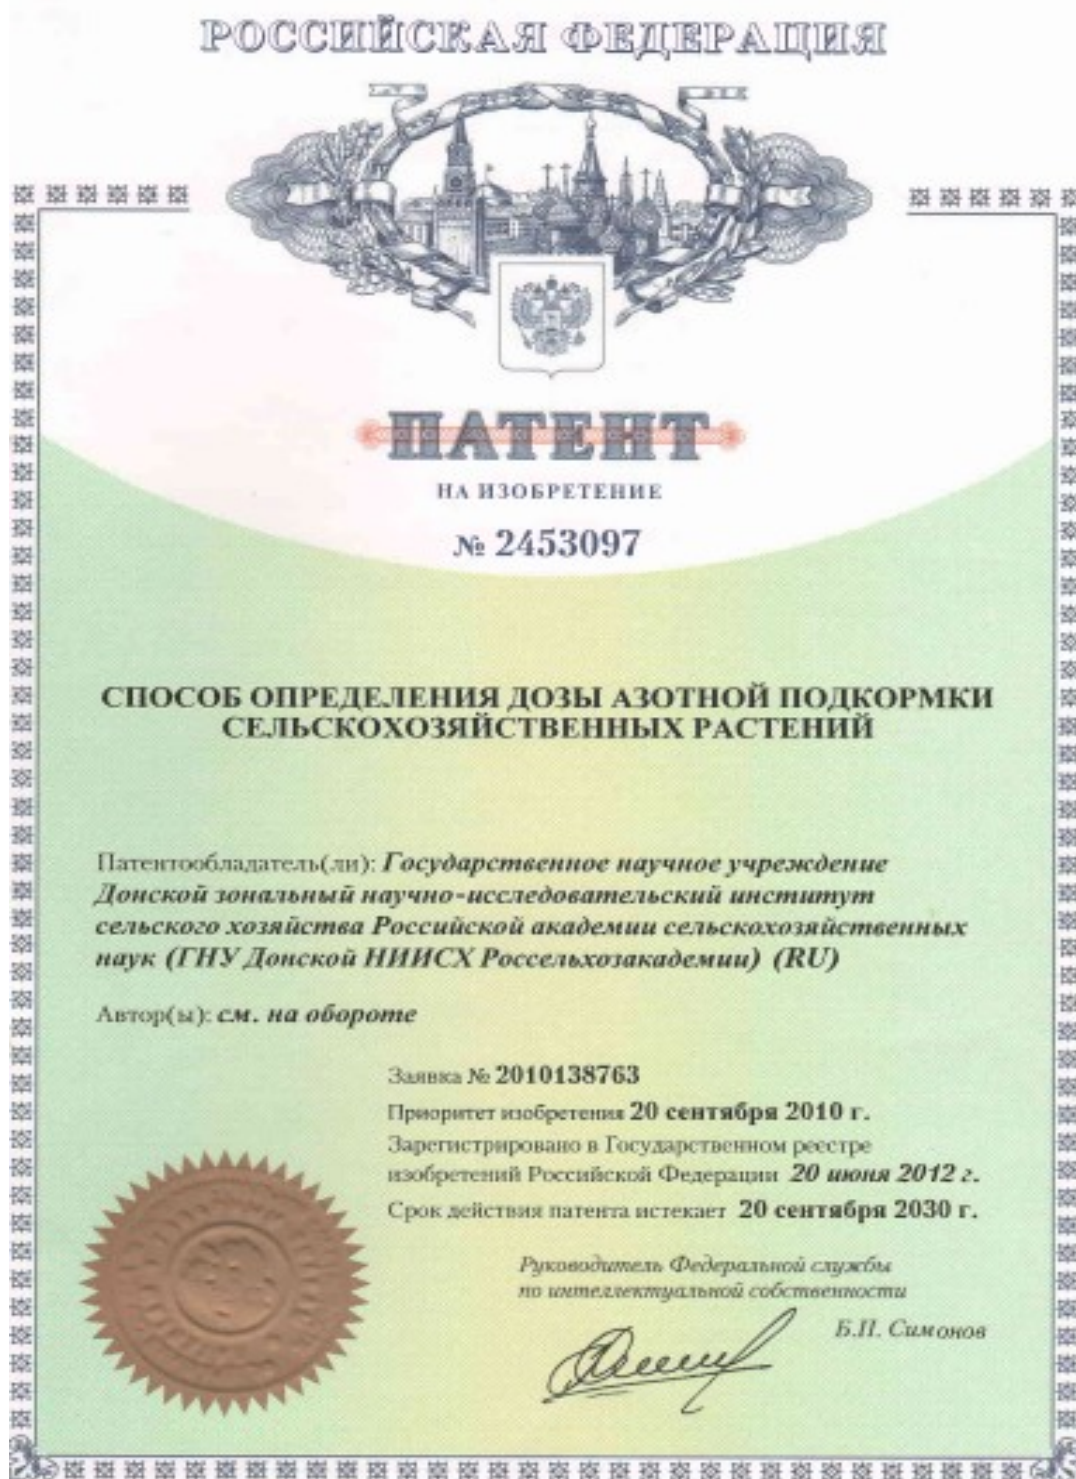 РОССИЙСКАЯ ФЕДЕРАЦИЯ
ПАТЕНТ
НА ИЗОБРЕТЕНИЕ
№ 2453097
СПОСОБ ОПРЕДЕЛЕНИЯ ДОЗЫ АЗОТНОЙ ПОДКОРМКИ
СЕЛЬСКОХОЗЯЙСТВЕННЫХ РАСТЕНИЙ
Патентообладатель(ли): Государственное научное учреждение
Донской зональный научно-исследовательский институт
сельского хозяйства Российской академии сельскохозяйственных
наук (ГНУ Донской НИИСХ Россельхозакадемии) (RU)
Автор(ы): см. на обороте
Заявка № 2010138763
Приоритет изобретения 20 сентября 2010 г.
Зарегистрировано в Государственном реестре
изобретений Российской Федерации 20 июня 2012 г.
Срок действия патента истекает 20 сентября 2030 г.
Руководитель Федеральной службы
по интеллектуальной собственности
Б.П. Симонов